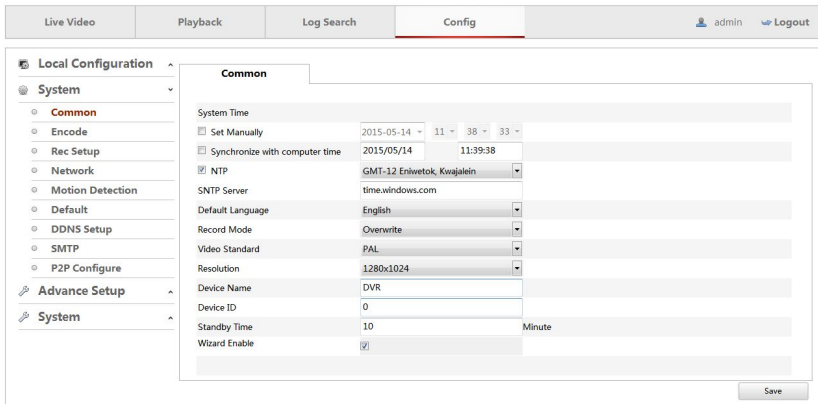 Live Video Playback Log Search Config admin Logout
Local Configuration
System
Common
Encode
Rec Setup
Network
Motion Detection
Default
DDNS Setup
SMTP
P2P Configure
Advance Setup
System
Common
System Time
Set Manually 2015-05-14 11 38 33
Synchronize with computer time 2015/05/14 11:39:38
NTP GMT-12 Eniwetok, Kwajalein
SNTP Server time.windows.com
Default Language English
Record Mode Overwrite
Video Standard PAL
Resolution 1280x1024
Device Name DVR
Device ID 0
Standby Time 10 Minute
Wizard Enable
Save